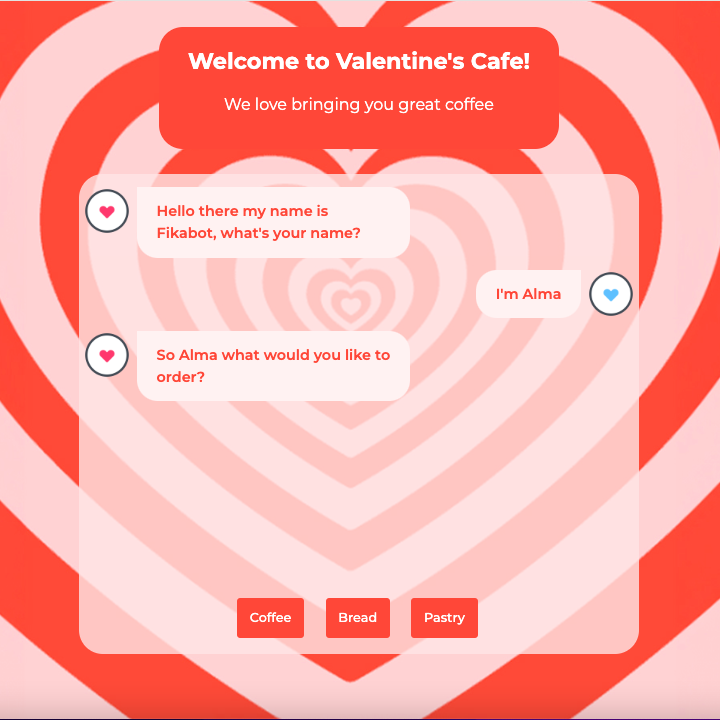 Welcome to Valentine's Cafe!
We love bringing you great coffee
Hello there my name is
Fikabot, what's your name?
I'm Alma
So Alma what would you like to
order?
Coffee
Bread
Pastry